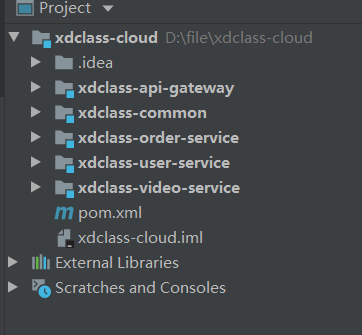 Project
xdclass-cloud D:\file\xdclass-cloud
.idea
xdclass-api-gateway
xdclass-common
xdclass-order-service
xdclass-user-service
xdclass-video-service
pom.xml
xdclass-cloud.iml
External Libraries
Scratches and Consoles